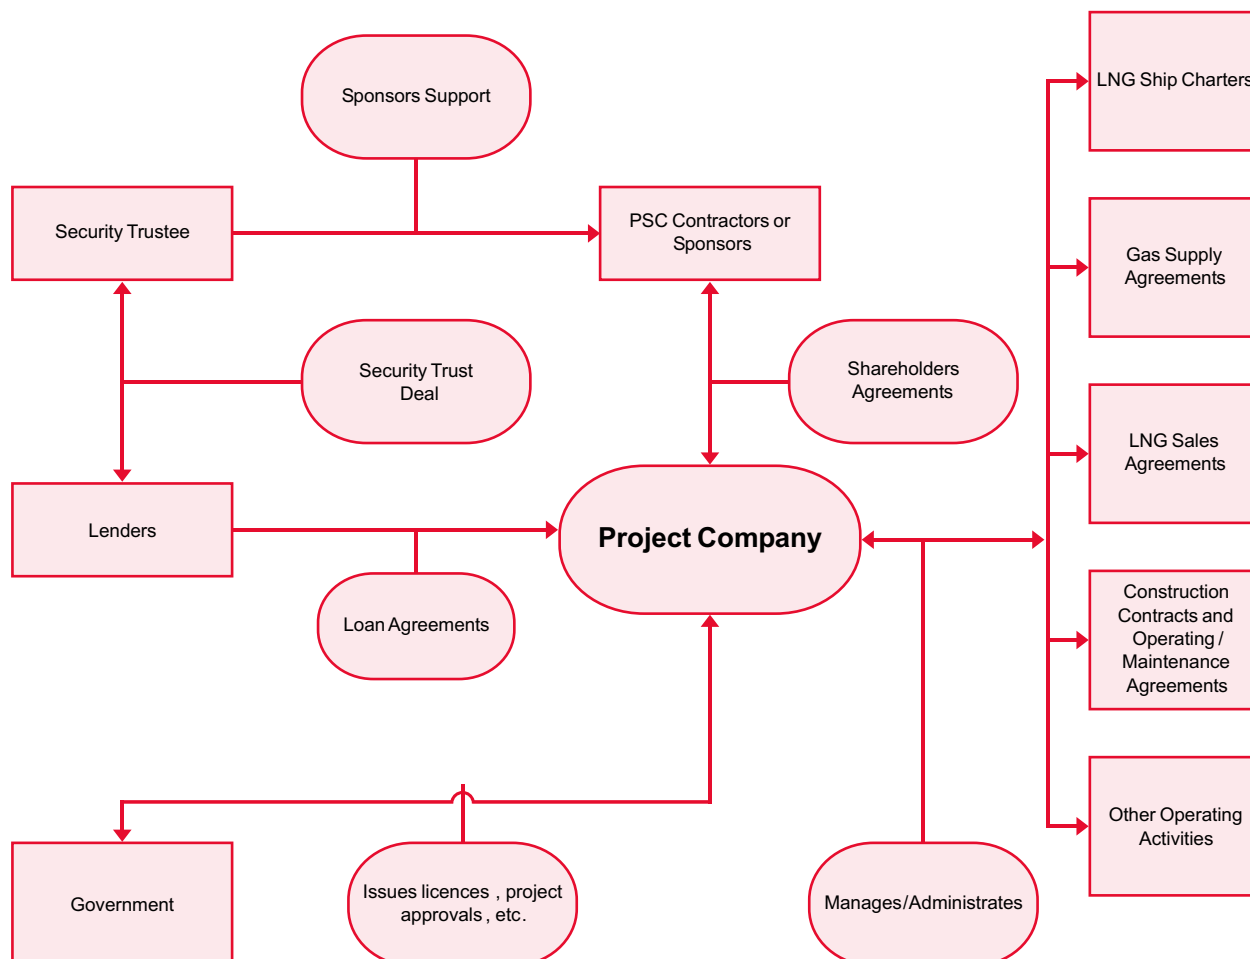 Sponsors Support
LNG Ship Charters
Security Trustee
PSC Contractors or
Sponsors
Gas Supply
Agreements
Security Trust
Deal
Shareholders
Agreements
LNG Sales
Agreements
Lenders
Project Company
Loan Agreements
Construction
Contracts and
Operating /
Maintenance
Agreements
Other Operating
Activities
Government
Issues licences , project
approvals , etc.
Manages/Administrates